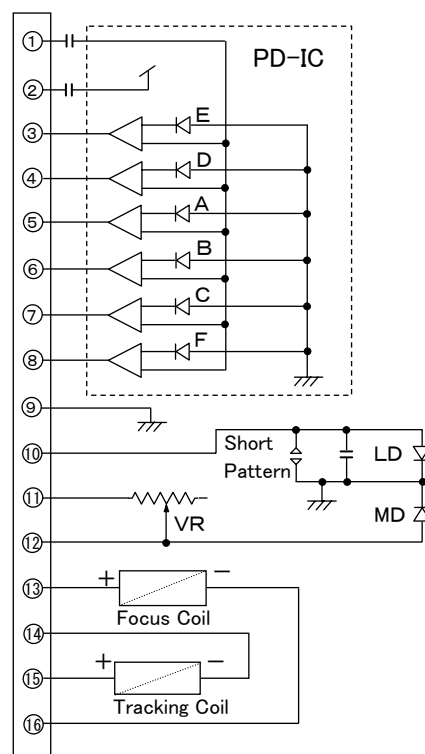 ① PD-IC
②
③ E
④ D
⑤ A
⑥ B
⑦ C
⑧ F
⑨
⑩ Short Pattern LD
⑪ VR MD
⑫
⑬ + −
Focus Coil
⑭
⑮ + −
Tracking Coil
⑯